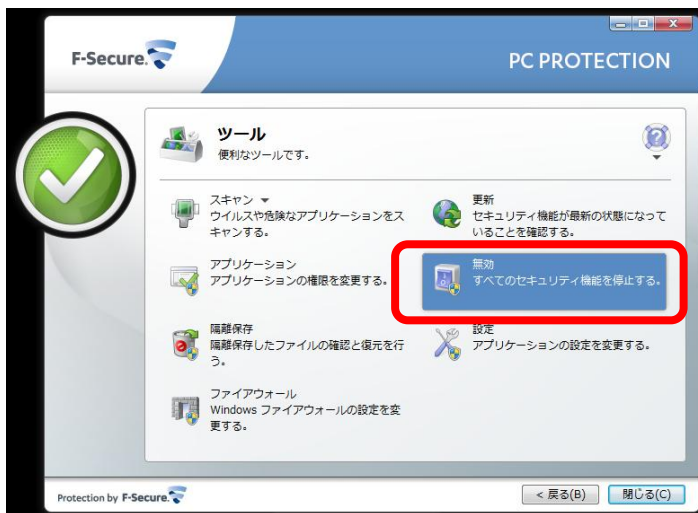 F-Secure.
PC PROTECTION
ツール
便利なツールです。
スキャン
ウイルスや危険なアプリケーションをス
キャンする。
更新
セキュリティ機能が最新の状態になって
いることを確認する。
アプリケーション
アプリケーションの権限を変更する。
無効
すべてのセキュリティ機能を停止する。
隔離保存
隔離保存したファイルの確認と復元を行
う。
設定
アプリケーションの設定を変更する。
ファイアウォール
Windows ファイアウォールの設定を変
更する。
Protection by F-Secure.
< 戻る(B)
閉じる(C)